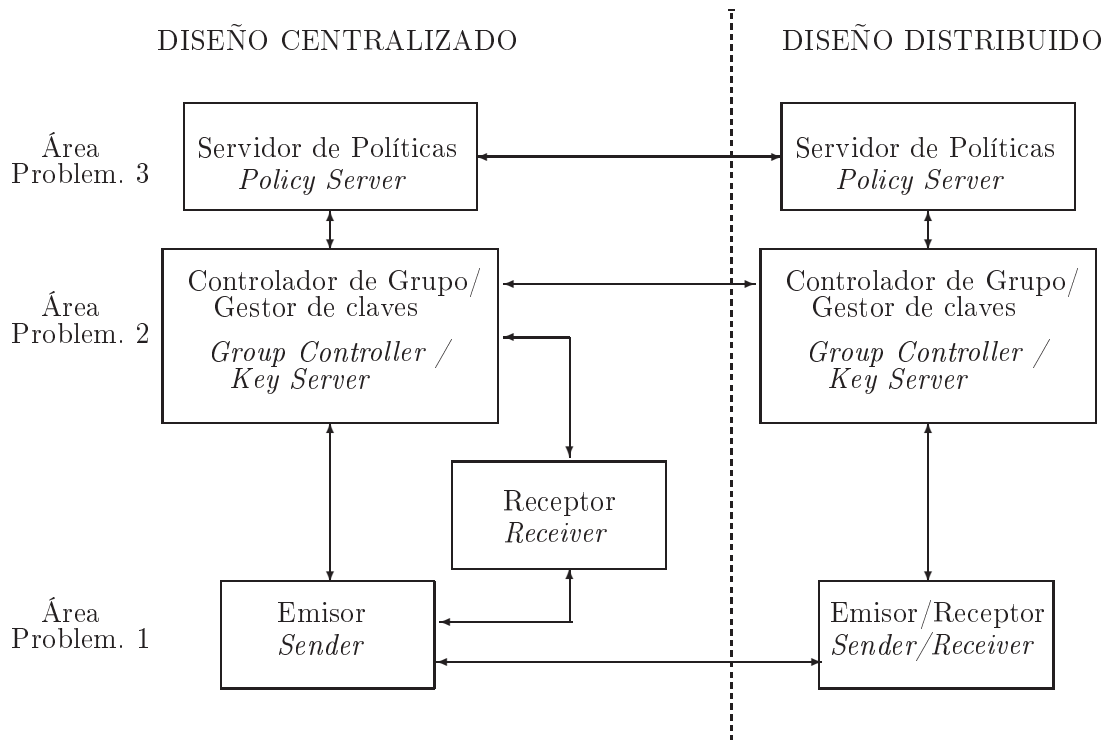 DISEÑO CENTRALIZADO
DISEÑO DISTRIBUIDO
Área
Problem. 3
Servidor de Políticas
Policy Server
Servidor de Políticas
Policy Server
Área
Problem. 2
Controlador de Grupo/
Gestor de claves
Group Controller /
Key Server
Controlador de Grupo/
Gestor de claves
Group Controller /
Key Server
Receptor
Receiver
Área
Problem. 1
Emisor
Sender
Emisor/Receptor
Sender/Receiver